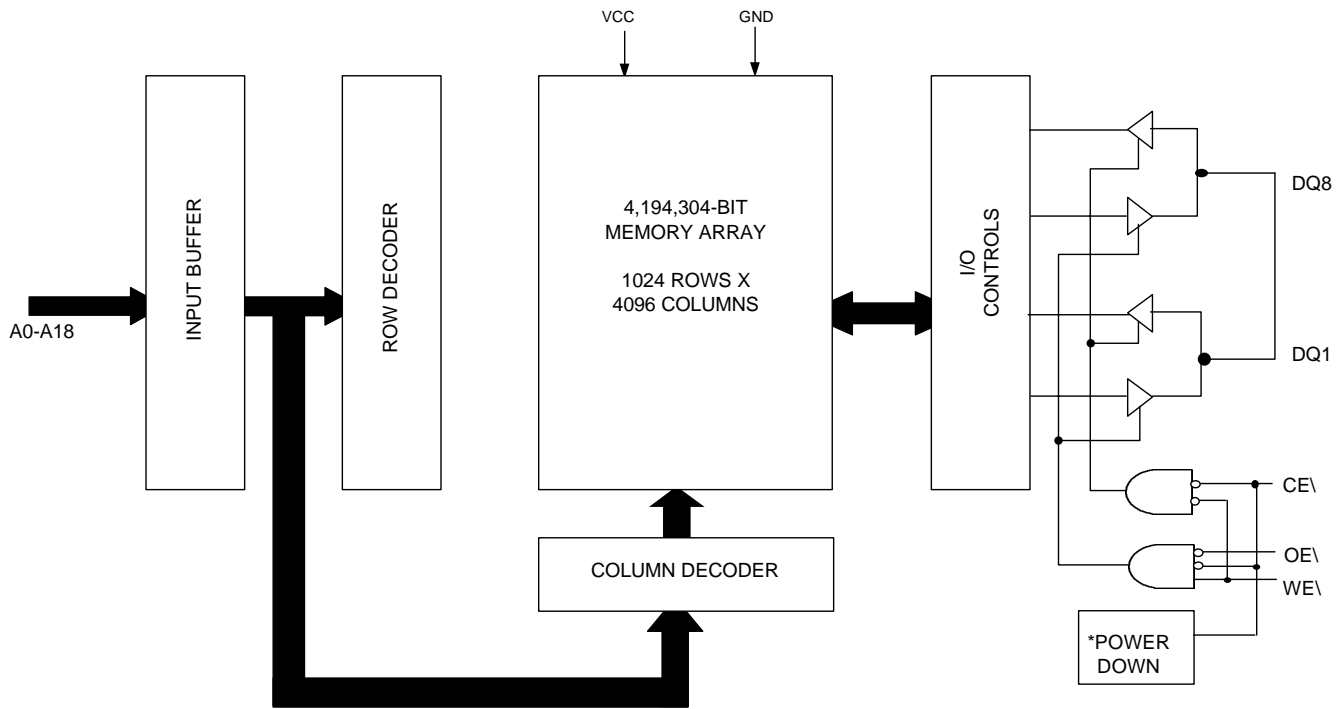 VCC
GND
INPUT BUFFER
ROW DECODER
4,194,304-BIT
MEMORY ARRAY
1024 ROWS X
4096 COLUMNS
I/O
CONTROLS
DQ8
A0-A18
DQ1
CE\
OE\
WE\
COLUMN DECODER
*POWER
DOWN